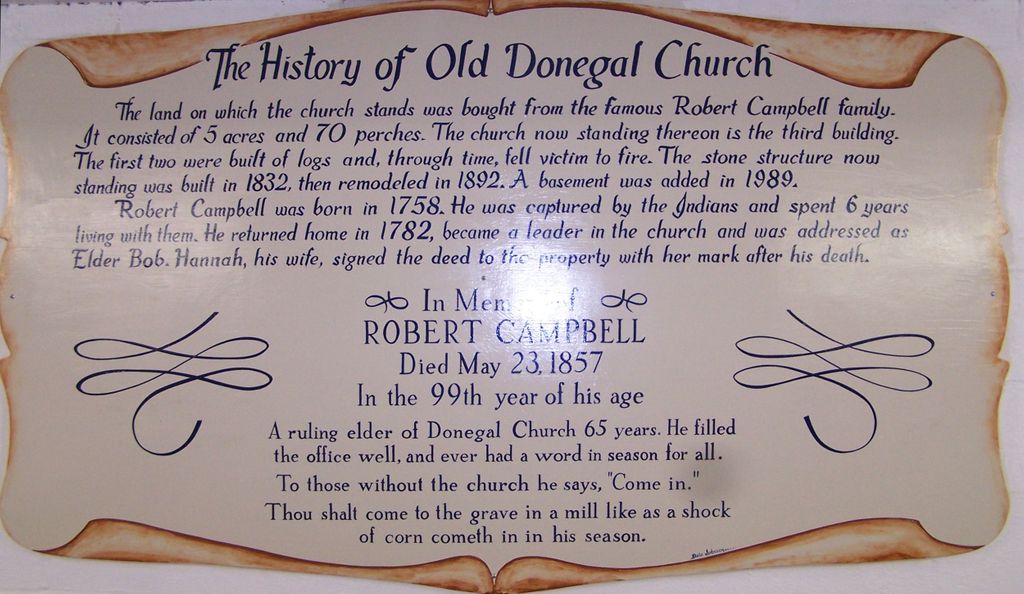 The History of Old Donegal Church
The land on which the church stands was bought from the famous Robert Campbell family.
It consisted of 5 acres and 70 perches. The church now standing thereon is the third building.
The first two were built of logs and, through time, fell victim to fire. The stone structure now
standing was built in 1832, then remodeled in 1892. A basement was added in 1989.
Robert Campbell was born in 1758. He was captured by the Indians and spent 6 years
living with them. He returned home in 1782, became a leader in the church and was addressed as
Elder Bob. Hannah, his wife, signed the deed to the property with her mark after his death.
In Memory of
ROBERT CAMPBELL
Died May 23, 1857
In the 99th year of his age
A ruling elder of Donegal Church 65 years. He filled
the office well, and ever had a word in season for all.
To those without the church he says, "Come in."
Thou shalt come to the grave in a mill like as a shock
of corn cometh in in his season.